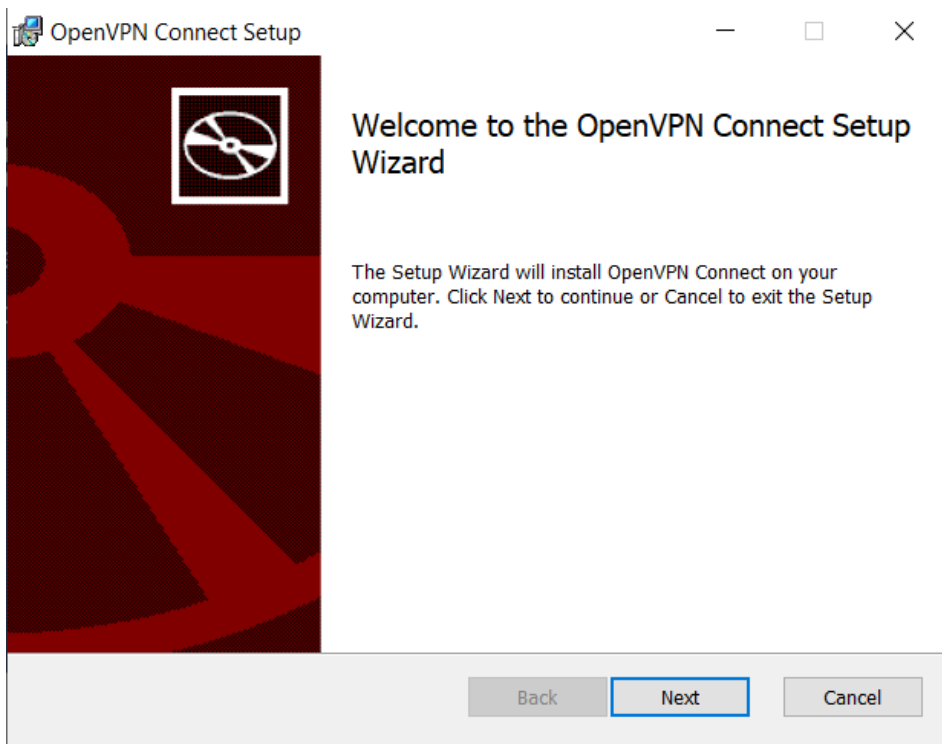 OpenVPN Connect Setup
Welcome to the OpenVPN Connect Setup
Wizard
The Setup Wizard will install OpenVPN Connect on your
computer. Click Next to continue or Cancel to exit the Setup
Wizard.
Back Next Cancel